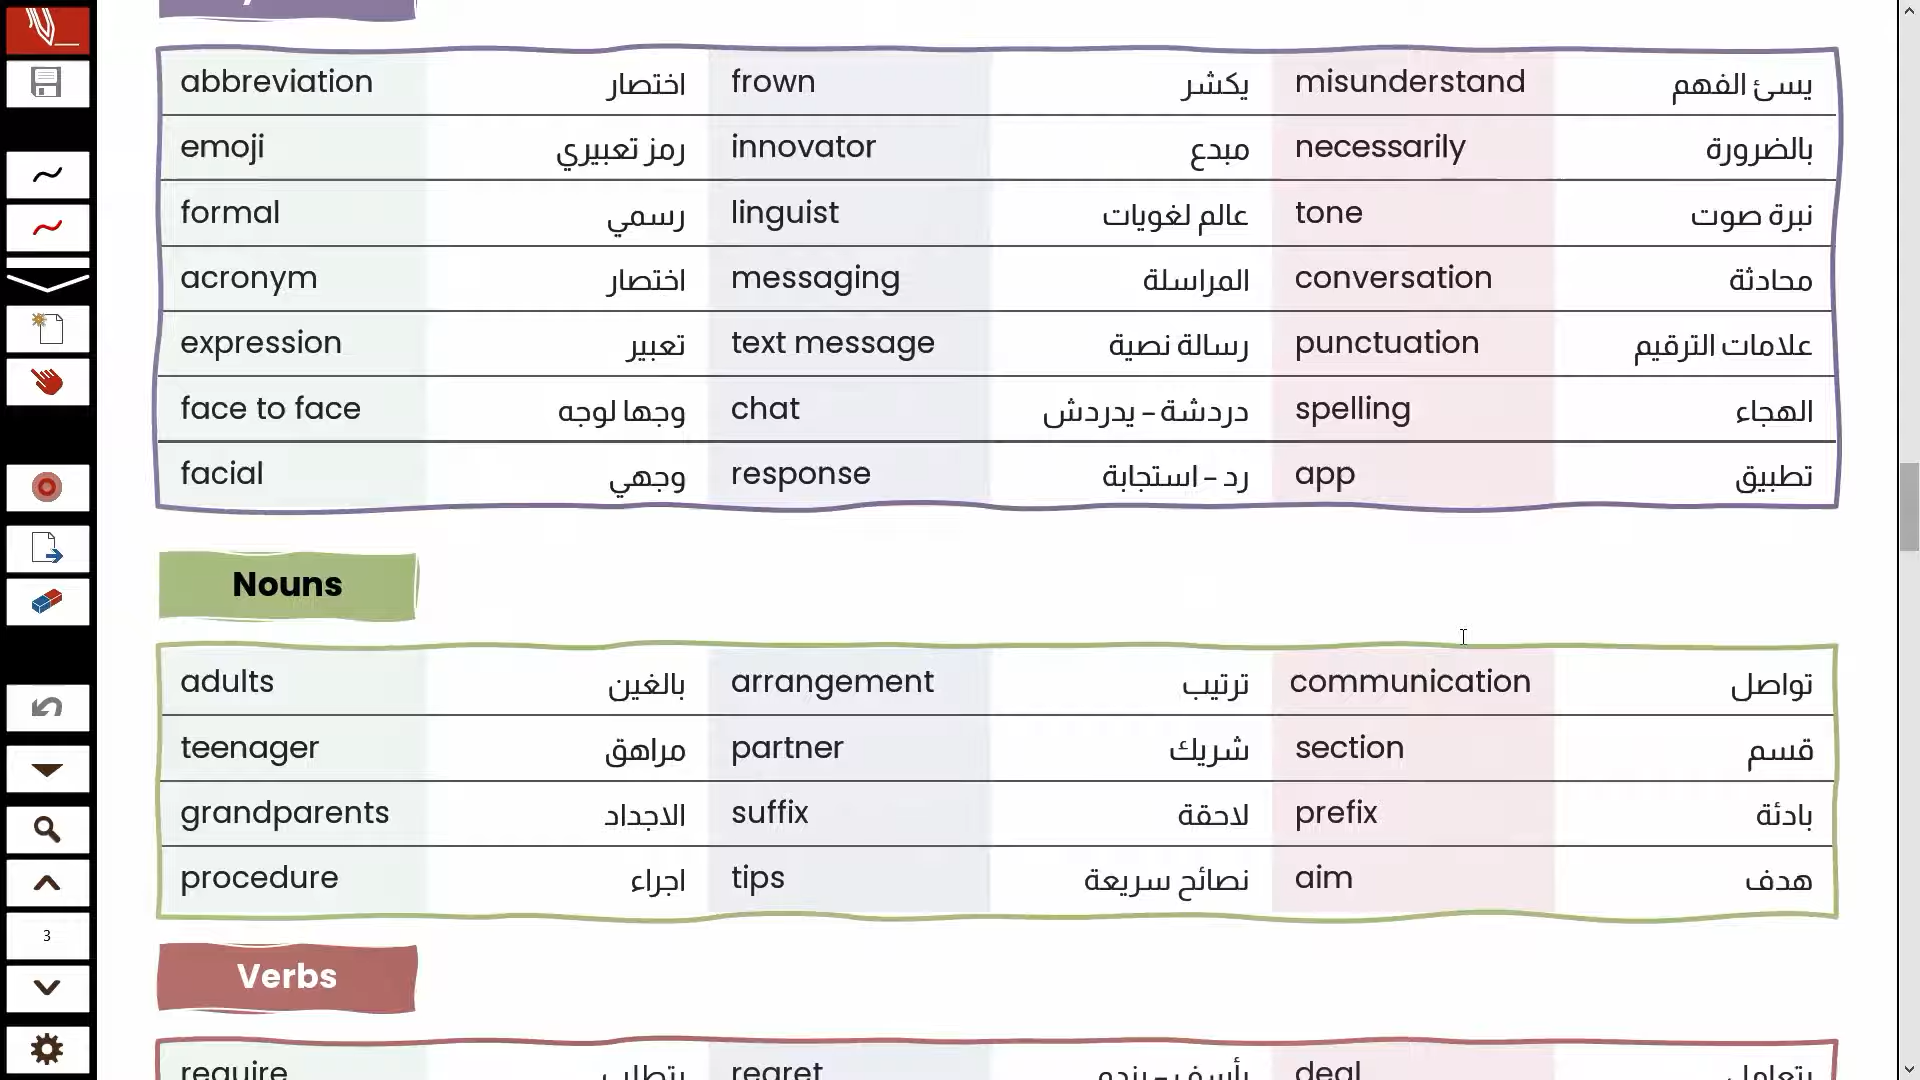 abbreviation اختصار frown يكشر misunderstand يسئ الفهم
emoji رمز تعبيري innovator مبدع necessarily بالضرورة
formal رسمي linguist عالم لغويات tone نبرة صوت
acronym اختصار messaging المراسلة conversation محادثة
expression تعبير text message رسالة نصية punctuation علامات الترقيم
face to face وجها لوجه chat دردشة – يدردش spelling الهجاء
facial وجهي response رد – استجابة app تطبيق
Nouns
adults بالغين arrangement ترتيب communication تواصل
teenager مراهق partner شريك section قسم
grandparents الاجداد suffix لاحقة prefix بادئة
procedure اجراء tips نصائح سريعة aim هدف
3
Verbs
require يتطلب regret يأسف – يندم deal يتعامل